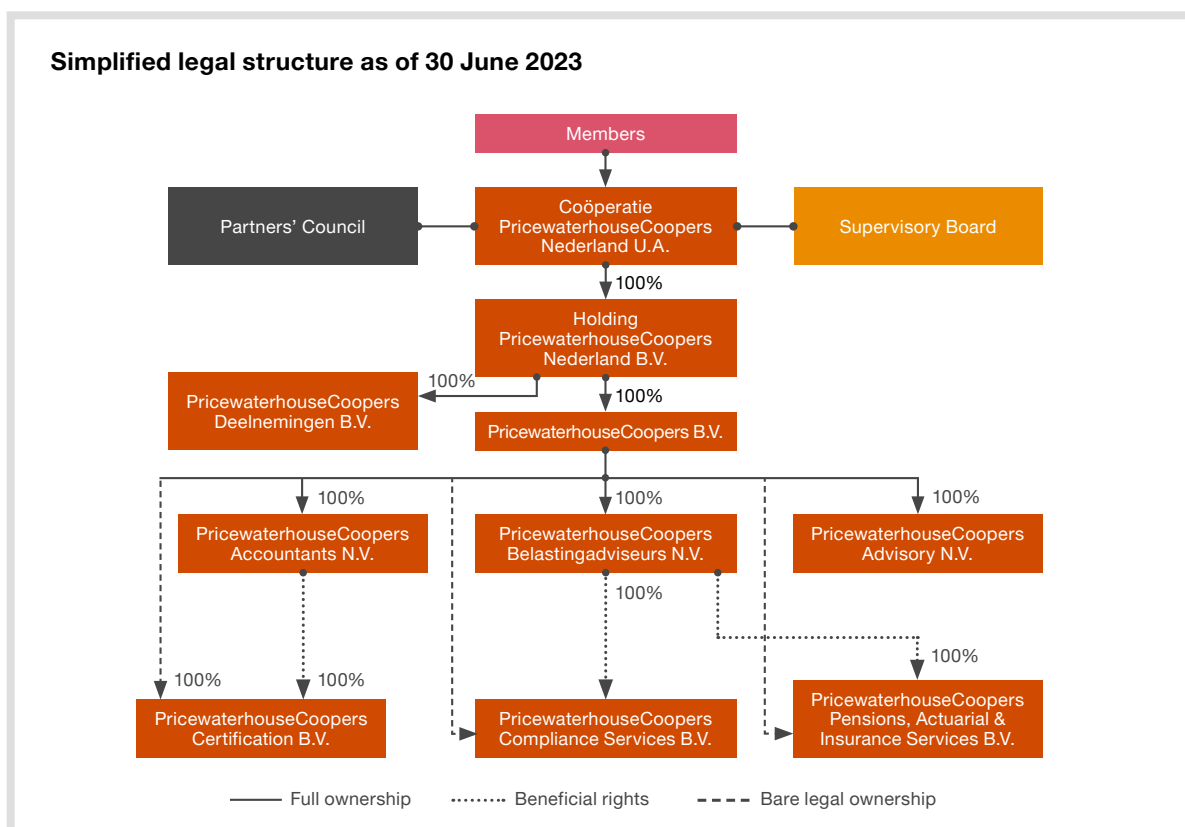 Simplified legal structure as of 30 June 2023
Members
Partners’ Council
Coöperatie
PricewaterhouseCoopers
Nederland U.A.
Supervisory Board
100%
Holding
PricewaterhouseCoopers
Nederland B.V.
100%
100%
PricewaterhouseCoopers
Deelnemingen B.V.
PricewaterhouseCoopers B.V.
100%
100%
100%
PricewaterhouseCoopers
Accountants N.V.
PricewaterhouseCoopers
Belastingadviseurs N.V.
PricewaterhouseCoopers
Advisory N.V.
100%
100%
100%
100%
PricewaterhouseCoopers
Certification B.V.
PricewaterhouseCoopers
Compliance Services B.V.
PricewaterhouseCoopers
Pensions, Actuarial &
Insurance Services B.V.
Full ownership
Beneficial rights
Bare legal ownership